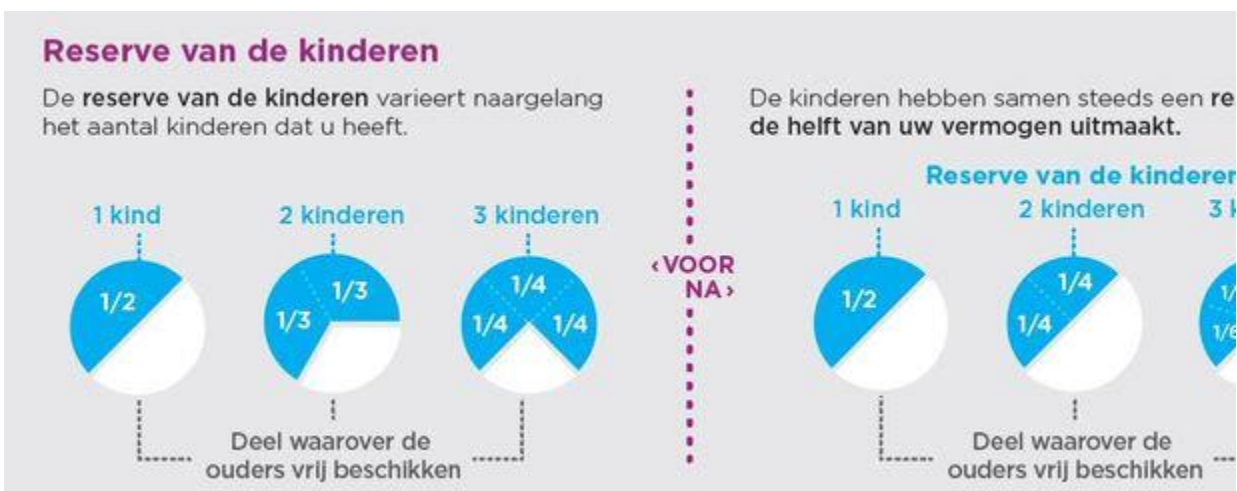 Reserve van de kinderen
De reserve van de kinderen varieert naargelang
het aantal kinderen dat u heeft.
1 kind
2 kinderen
3 kinderen
1/2
1/3
1/3
1/4
1/4
1/4
Deel waarover de
ouders vrij beschikken
‹VOOR
NA›
De kinderen hebben samen steeds een
de helft van uw vermogen uitmaakt.
Reserve van de kinderen
1 kind
2 kinderen
3
1/2
1/4
1/4
1/6
Deel waarover de
ouders vrij beschikken